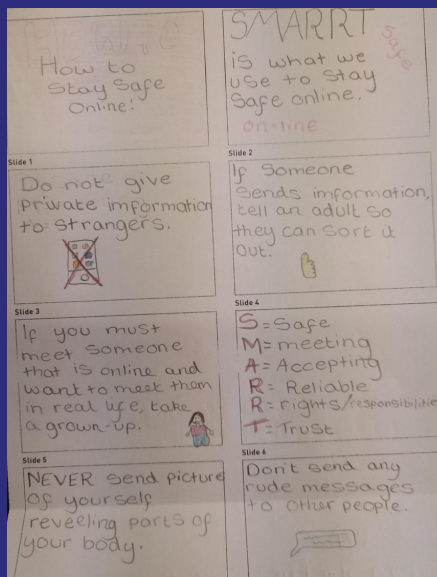 How to
Stay Safe
Online!
Slide 1
SMARRT
Safe
is what we
use to stay
Safe online.
on-line
Slide 2
Do not give
private imformation
to strangers.
Slide 3
If Someone
sends imformation,
tell an adult so
they can sort it
out.
Slide 4
If you must
meet someone
that is online and
want to meet them
in real life, take
a grown-up.
Slide 5
S=Safe
M= meeting
A= Accepting
R= Reliable
R= rights/responsibilitie
T= Trust
Slide 6
NEVER send picture
of yourself
reveeling parts of
your body.
Don't send any
rude messages
to other people.